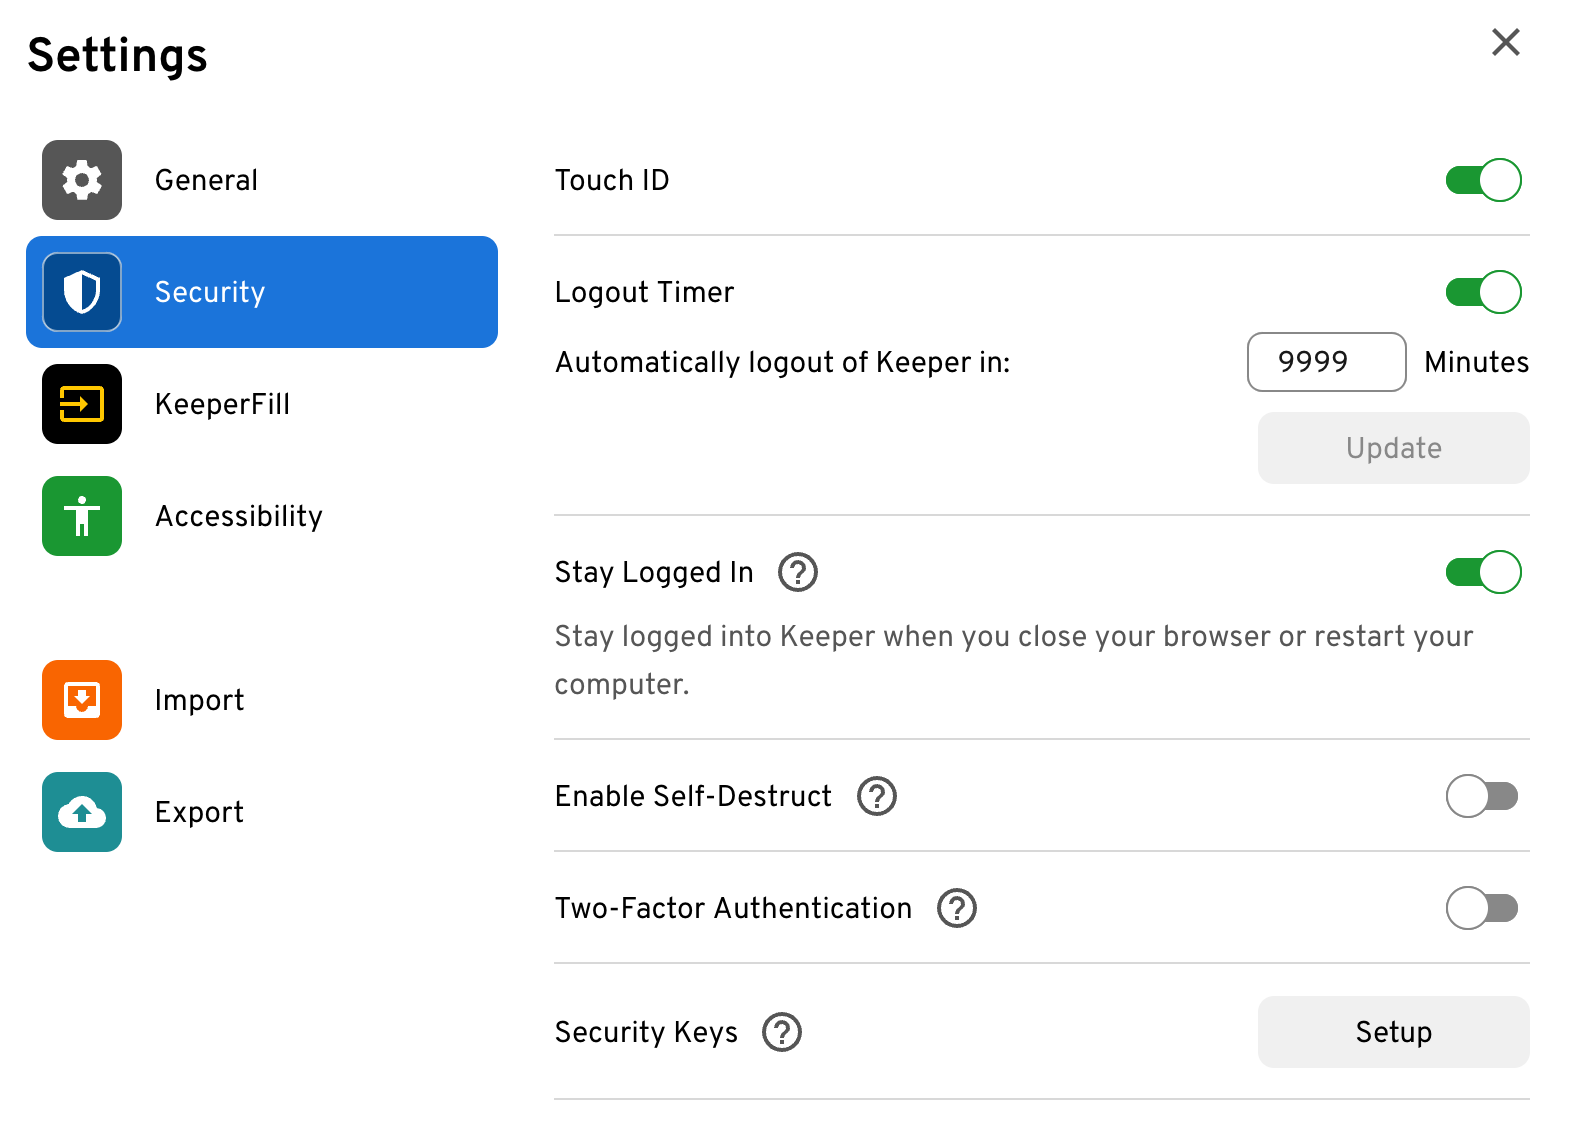 Settings
General
Security
KeeperFill
Accessibility
Import
Export
Touch ID
Logout Timer
Automatically logout of Keeper in: 9999 Minutes
Update
Stay Logged In
Stay logged into Keeper when you close your browser or restart your
computer.
Enable Self-Destruct
Two-Factor Authentication
Security Keys
Setup